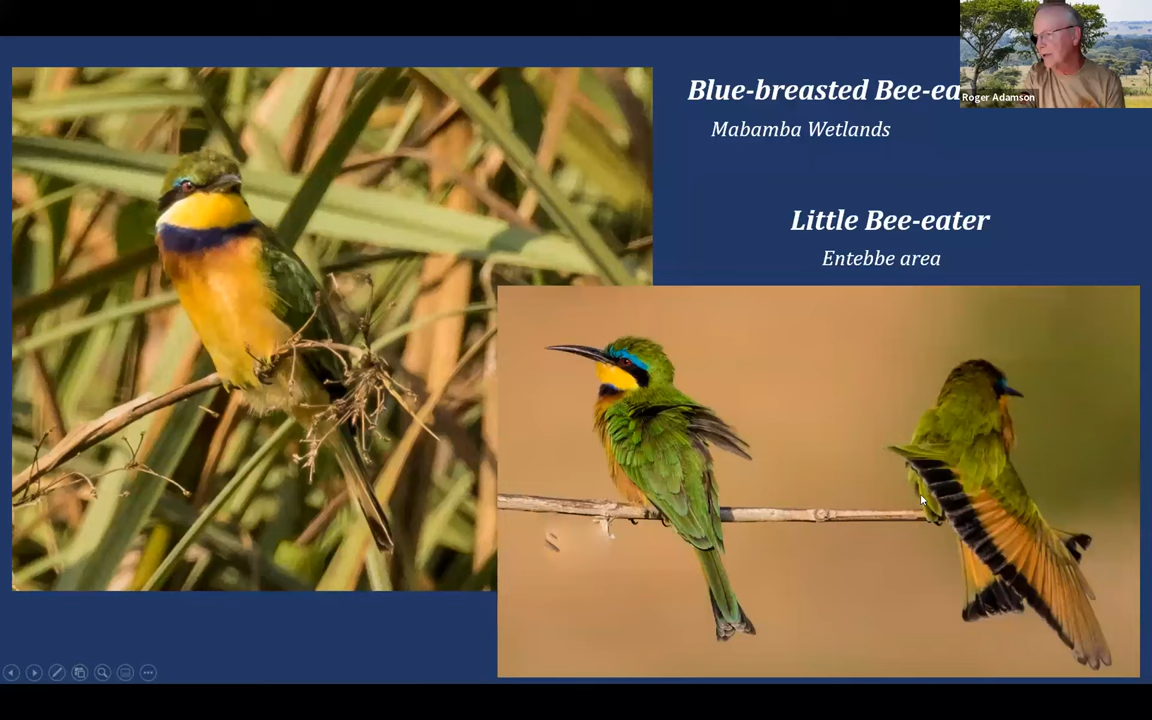 Blue-breasted Bee-ea
Roger Adamson
Mabamba Wetlands
Little Bee-eater
Entebbe area